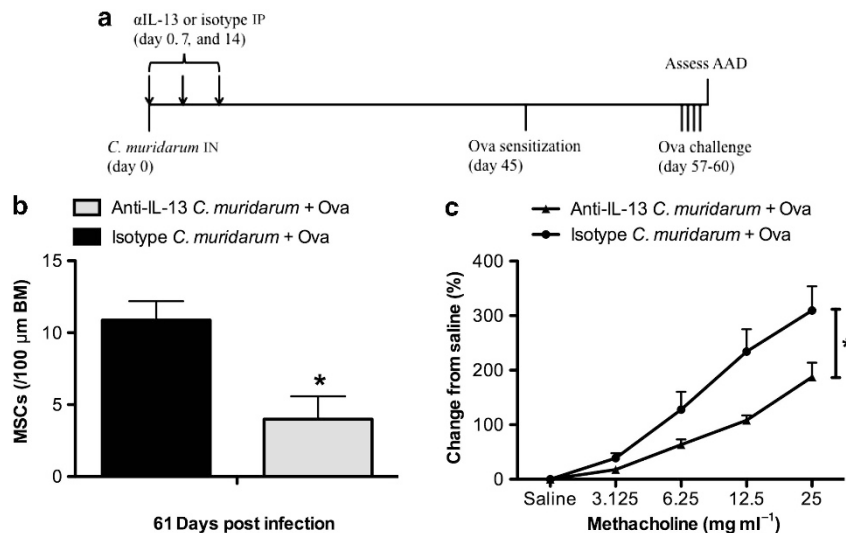 a
αIL-13 or isotype IP
(day 0. 7, and 14)
Assess AAD
C. muridarum IN
(day 0)
Ova sensitization
(day 45)
Ova challenge
(day 57-60)
b
Anti-IL-13 C. muridarum + Ova
Isotype C. muridarum + Ova
MSCs (/100 μm BM)
15
10
5
0
*
61 Days post infection
c
Anti-IL-13 C. muridarum + Ova
Isotype C. muridarum + Ova
Change from saline (%)
400
300
200
100
0
*
Saline 3.125 6.25 12.5 25
Methacholine (mg ml⁻¹)